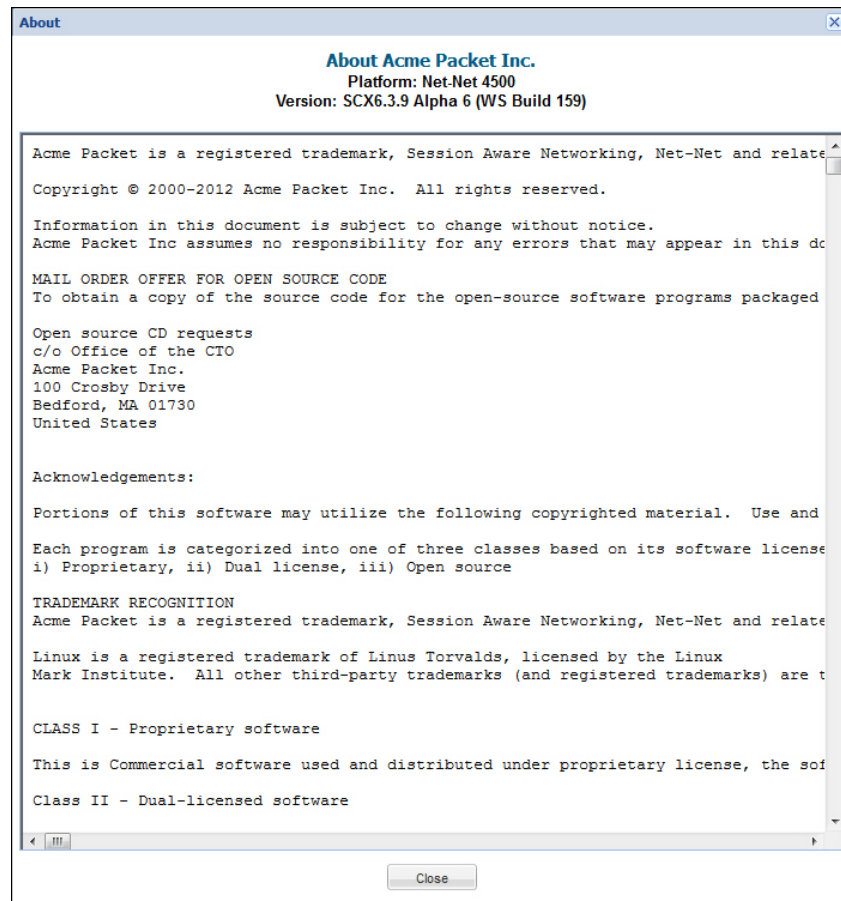 About
About Acme Packet Inc.
Platform: Net-Net 4500
Version: SCX6.3.9 Alpha 6 (WS Build 159)
Acme Packet is a registered trademark, Session Aware Networking, Net-Net and relate
Copyright © 2000-2012 Acme Packet Inc.  All rights reserved.
Information in this document is subject to change without notice.
Acme Packet Inc assumes no responsibility for any errors that may appear in this do
MAIL ORDER OFFER FOR OPEN SOURCE CODE
To obtain a copy of the source code for the open-source software programs packaged
Open source CD requests
c/o Office of the CTO
Acme Packet Inc.
100 Crosby Drive
Bedford, MA 01730
United States
Acknowledgements:
Portions of this software may utilize the following copyrighted material.  Use and
Each program is categorized into one of three classes based on its software license
i) Proprietary, ii) Dual license, iii) Open source
TRADEMARK RECOGNITION
Acme Packet is a registered trademark, Session Aware Networking, Net-Net and relate
Linux is a registered trademark of Linus Torvalds, licensed by the Linux
Mark Institute.  All other third-party trademarks (and registered trademarks) are t
CLASS I - Proprietary software
This is Commercial software used and distributed under proprietary license, the sof
Class II - Dual-licensed software
Close